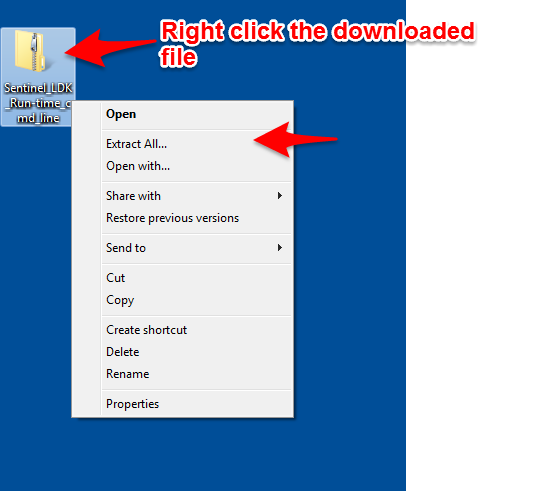 Right click the downloaded
file
Sentinel_LDK
_Run-time_c
md_line
Open
Extract All...
Open with...
Share with
Restore previous versions
Send to
Cut
Copy
Create shortcut
Delete
Rename
Properties